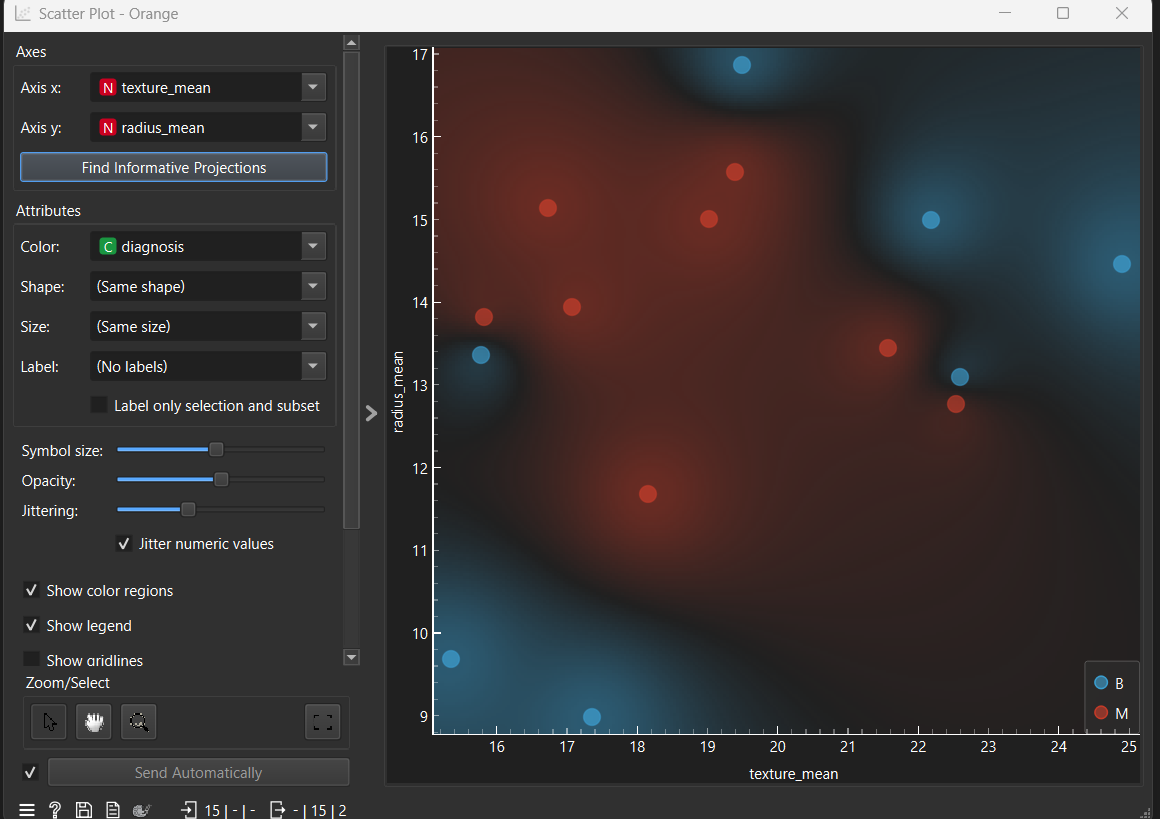 Scatter Plot - Orange
Axes
Axis x: N texture_mean
Axis y: N radius_mean
Find Informative Projections
Attributes
Color: C diagnosis
Shape: (Same shape)
Size: (Same size)
Label: (No labels)
Label only selection and subset
Symbol size:
Opacity:
Jittering:
Jitter numeric values
Show color regions
Show legend
Show gridlines
Zoom/Select
Send Automatically
? 15 | - | - - | 15 | 2
17
16
15
14
13
12
11
10
9
radius_mean
16 17 18 19 20 21 22 23 24 25
texture_mean
B
M